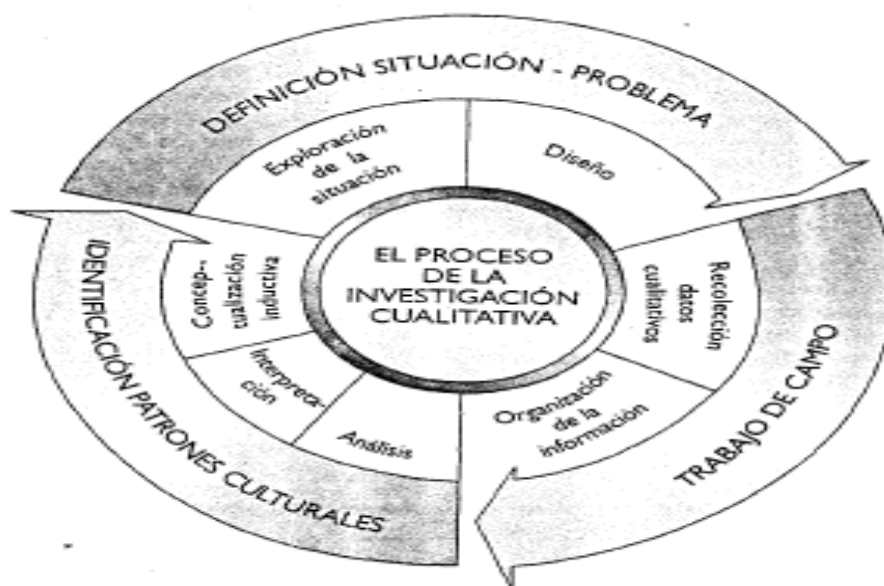 DEFINICIÓN SITUACIÓN - PROBLEMA
Exploración
de la
situación
Diseño
EL PROCESO
DE LA
INVESTIGACIÓN
CUALITATIVA
Recolección
datos
cualitativos
Organización
de la
información
TRABAJO DE CAMPO
Análisis
Interpreta-
ción
Concep-
tualización
inductiva
IDENTIFICACIÓN PATRONES CULTURALES